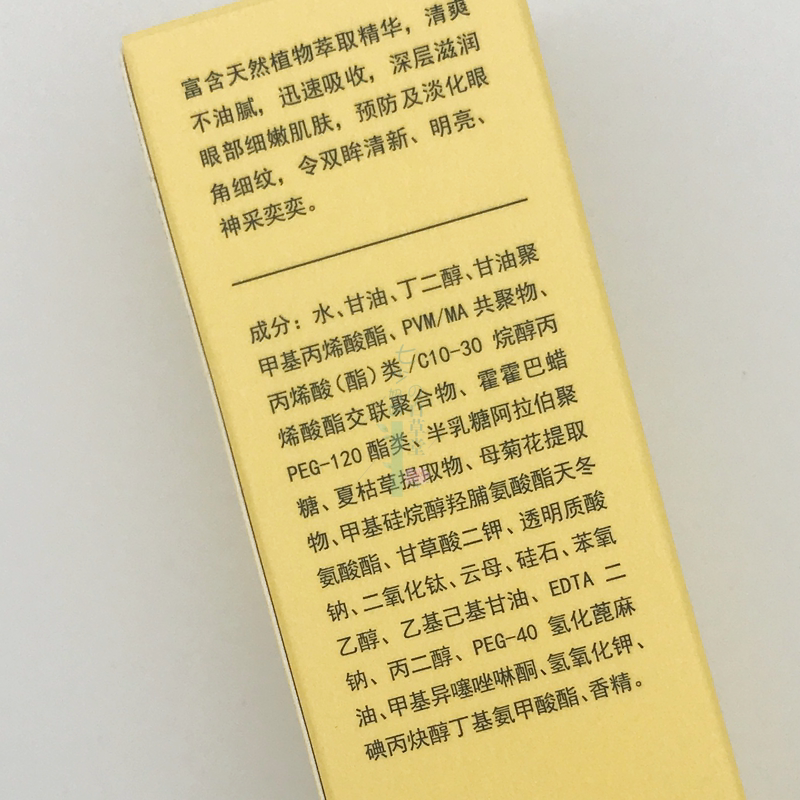 富含天然植物萃取精华，清爽
不油腻，迅速吸收，深层滋润
眼部细嫩肌肤，预防及淡化眼
角细纹，令双眸清新、明亮、
神采奕奕。
成分：水、甘油、丁二醇、甘油聚
甲基丙烯酸酯、PVM/MA 共聚物、
丙烯酸(酯)类/C10-30 烷醇丙
烯酸酯交联聚合物、霍霍巴蜡
PEG-120 酯类、半乳糖阿拉伯聚
糖、夏枯草提取物、母菊花提取
物、甲基硅烷醇羟脯氨酸酯天冬
氨酸酯、甘草酸二钾、透明质酸
钠、二氧化钛、云母、硅石、苯氧
乙醇、乙基己基甘油、EDTA 二
钠、丙二醇、PEG-40 氢化蓖麻
油、甲基异噻唑啉酮、氢氧化钾、
碘丙炔醇丁基氨甲酸酯、香精。